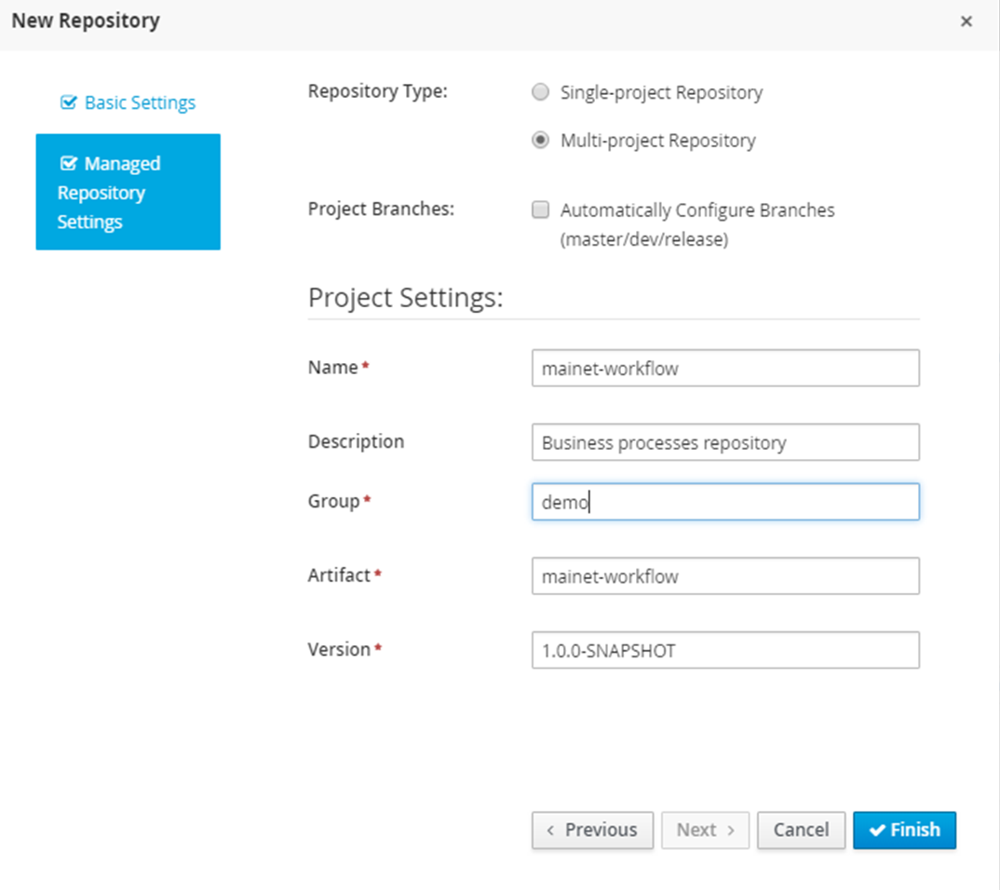 New Repository
×
Basic Settings
Managed
Repository
Settings
Repository Type:
Single-project Repository
Multi-project Repository
Project Branches:
Automatically Configure Branches
(master/dev/release)
Project Settings:
Name*
mainet-workflow
Description
Business processes repository
Group*
demo
Artifact*
mainet-workflow
Version*
1.0.0-SNAPSHOT
‹ Previous
Next ›
Cancel
Finish